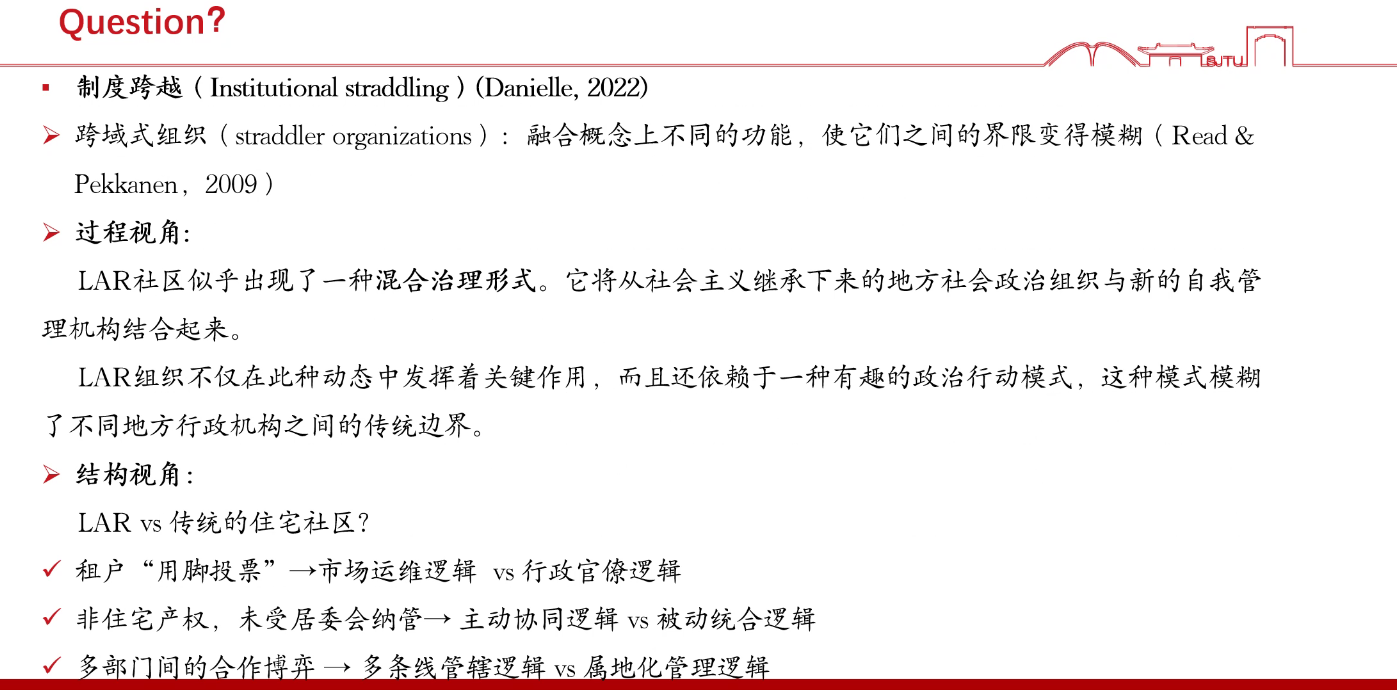 Question?
SJTU
▪ 制度跨越（Institutional straddling）(Danielle, 2022)
➢ 跨域式组织（straddler organizations）：融合概念上不同的功能，使它们之间的界限变得模糊（Read &
Pekkanen，2009）
➢ 过程视角:
LAR社区似乎出现了一种混合治理形式。它将从社会主义继承下来的地方社会政治组织与新的自我管
理机构结合起来。
LAR组织不仅在此种动态中发挥着关键作用，而且还依赖于一种有趣的政治行动模式，这种模式模糊
了不同地方行政机构之间的传统边界。
➢ 结构视角：
LAR vs 传统的住宅社区？
✓ 租户“用脚投票”→市场运维逻辑 vs 行政官僚逻辑
✓ 非住宅产权，未受居委会纳管→ 主动协同逻辑 vs 被动统合逻辑
✓ 多部门间的合作博弈 → 多条线管辖逻辑 vs 属地化管理逻辑